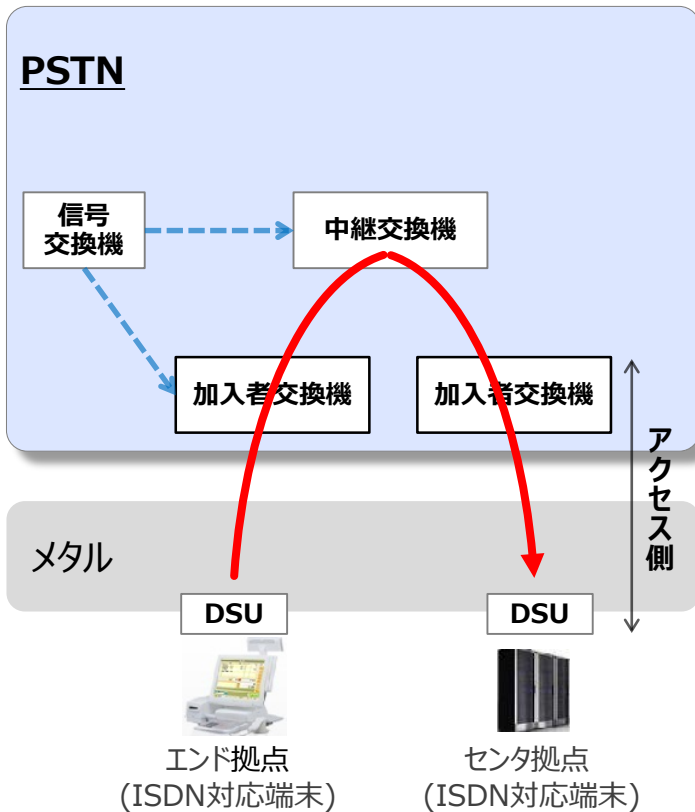 PSTN
信号
交換機
中継交換機
加入者交換機
加入者交換機
アクセス側
メタル
DSU
DSU
エンド拠点
(ISDN対応端末)
センタ拠点
(ISDN対応端末)